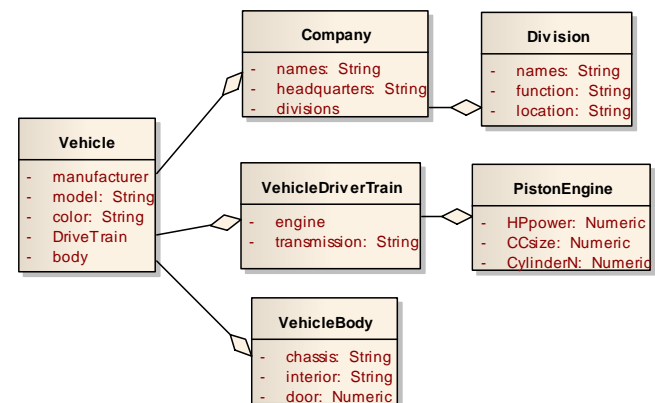 Company
- names: String
- headquarters: String
- divisions
Division
- names: String
- function: String
- location: String
Vehicle
- manufacturer
- model: String
- color: String
- DriveTrain
- body
VehicleDriverTrain
- engine
- transmission: String
PistonEngine
- HPpower: Numeric
- CCsize: Numeric
- CylinderN: Numeric
VehicleBody
- chassis: String
- interior: String
- door: Numeric